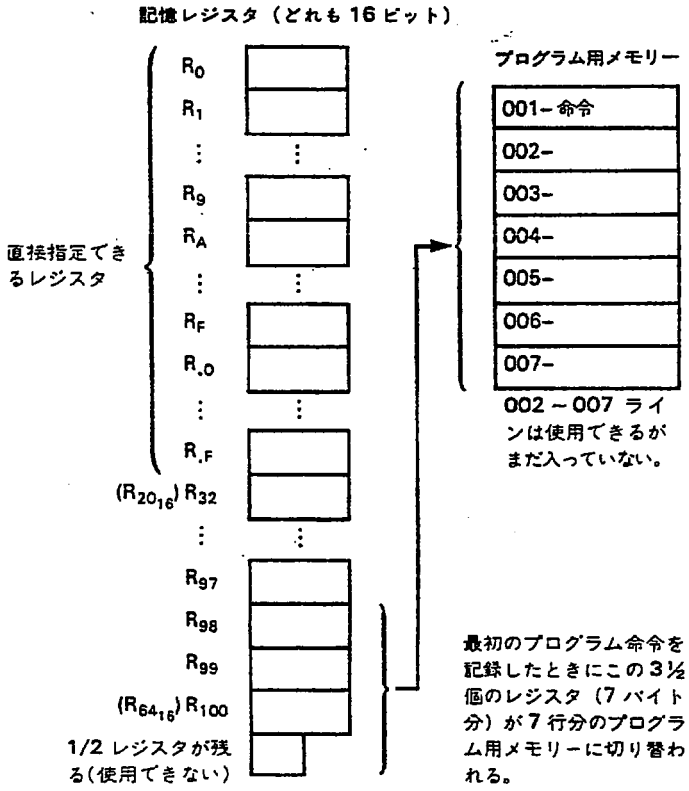 記憶レジスタ（どれも 16 ビット）
R0
R1
⋮ ⋮
R9
RA
⋮ ⋮
RF
R.0
⋮ ⋮
R.F
(R2016) R32
⋮ ⋮
R97
R98
R99
(R6416) R100
1/2 レジスタが残
る(使用できない)
直接指定でき
るレジスタ
プログラム用メモリー
001- 命令
002-
003-
004-
005-
006-
007-
002 ~ 007 ライ
ンは使用できるが
まだ入っていない。
最初のプログラム命令を
記録したときにこの 3½
個のレジスタ（7 バイト
分）が 7 行分のプログラ
ム用メモリーに切り替わ
れる。